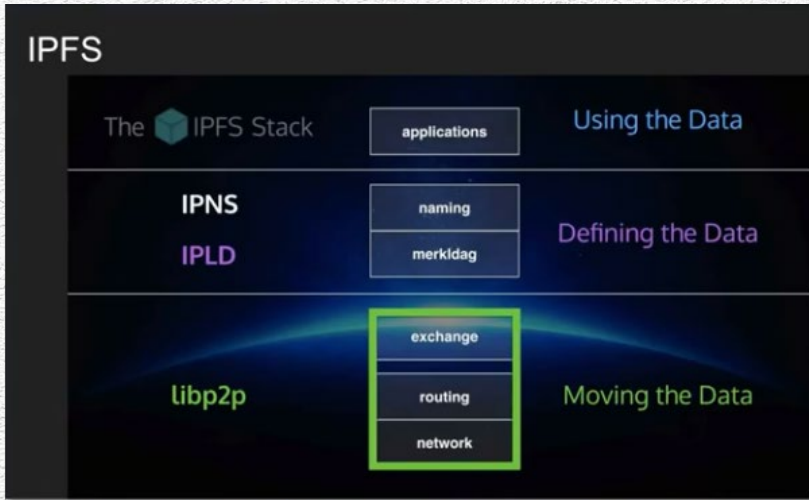 IPFS
The IPFS Stack
applications
Using the Data
IPNS
naming
IPLD
merkldag
Defining the Data
exchange
libp2p
routing
Moving the Data
network